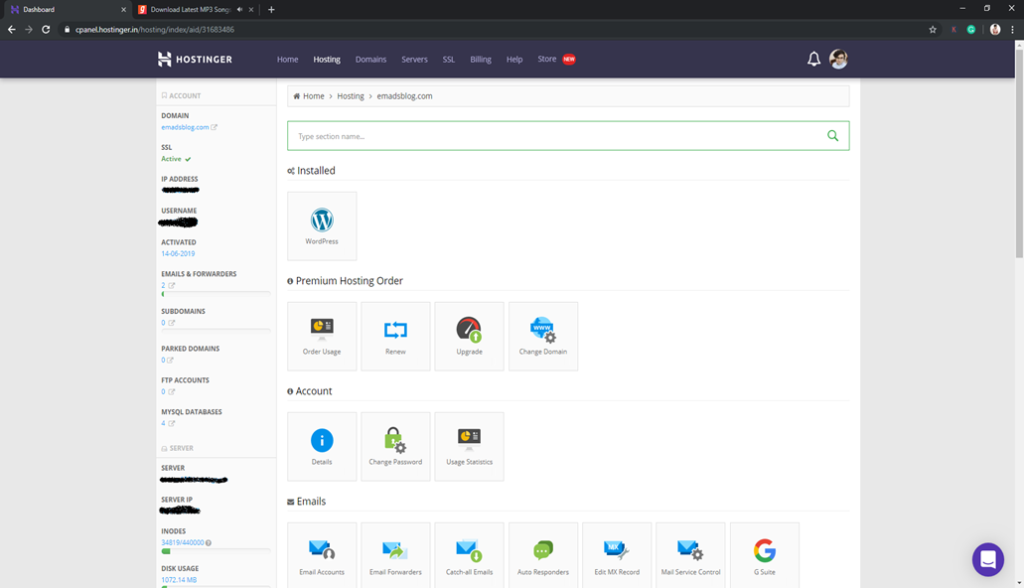 Dashboard
Download Latest MP3 Song
cpanel.hostinger.in/hosting/index/aid/31683486
HOSTINGER
Home Hosting Domains Servers SSL Billing Help Store NEW
ACCOUNT
DOMAIN
emadsblog.com
SSL
Active
IP ADDRESS
USERNAME
ACTIVATED
14-06-2019
EMAILS & FORWARDERS
2
SUBDOMAINS
0
PARKED DOMAINS
0
FTP ACCOUNTS
0
MYSQL DATABASES
4
SERVER
SERVER
SERVER IP
INODES
34819/440000
DISK USAGE
1072.14 MB
Home > Hosting > emadsblog.com
Type section name...
Installed
WordPress
Premium Hosting Order
Order Usage Renew Upgrade Change Domain
WWW
Account
Details Change Password Usage Statistics
Emails
MX
Email Accounts Email Forwarders Catch-all Emails Auto Responders Edit MX Record Mail Service Control G Suite